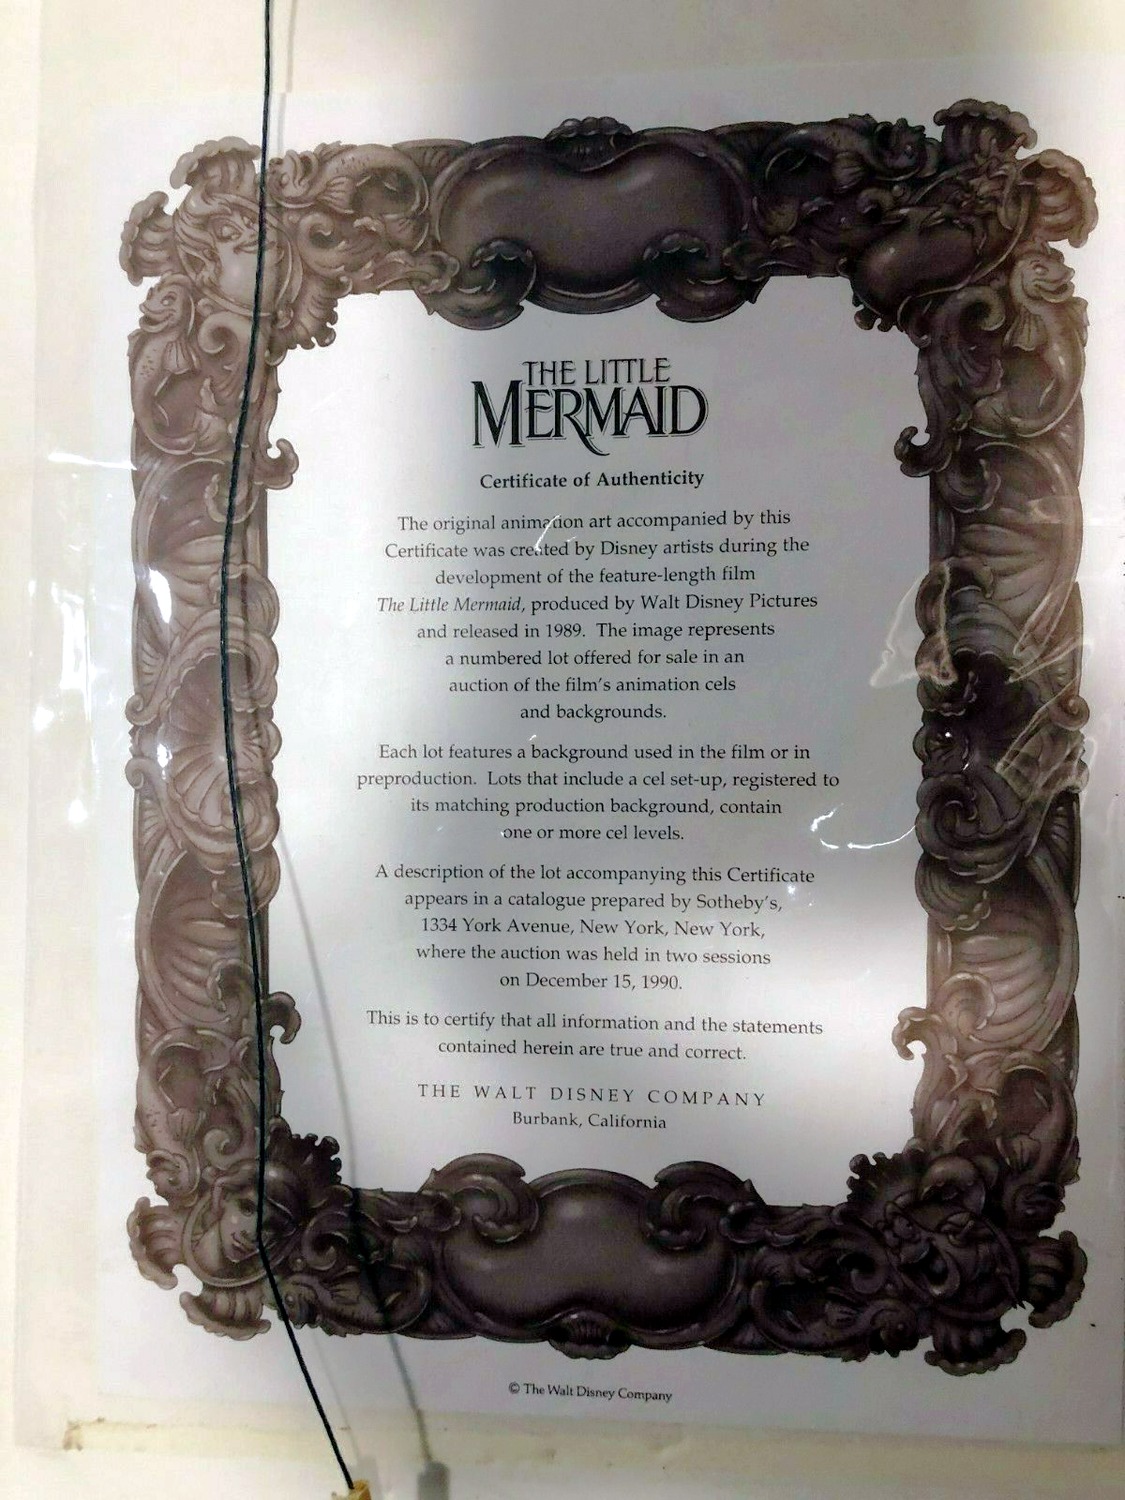 THE LITTLE
MERMAID
Certificate of Authenticity
The original animation art accompanied by this
Certificate was created by Disney artists during the
development of the feature-length film
The Little Mermaid, produced by Walt Disney Pictures
and released in 1989. The image represents
a numbered lot offered for sale in an
auction of the film's animation cels
and backgrounds.
Each lot features a background used in the film or in
preproduction. Lots that include a cel set-up, registered to
its matching production background, contain
one or more cel levels.
A description of the lot accompanying this Certificate
appears in a catalogue prepared by Sotheby's,
1334 York Avenue, New York, New York,
where the auction was held in two sessions
on December 15, 1990.
This is to certify that all information and the statements
contained herein are true and correct.
THE WALT DISNEY COMPANY
Burbank, California
© The Walt Disney Company